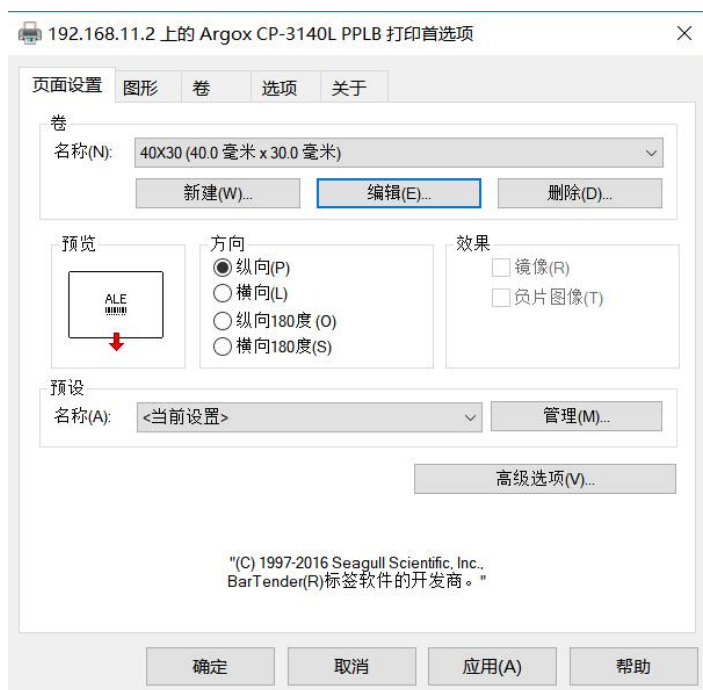 192.168.11.2 上的 Argox CP-3140L PPLB 打印首选项
页面设置 图形 卷 选项 关于
卷
名称(N): 40X30 (40.0 毫米 x 30.0 毫米)
新建(W)... 编辑(E)... 删除(D)...
预览 方向 效果
纵向(P) 镜像(R)
横向(L) 负片图像(T)
ALE
纵向180度 (O)
横向180度(S)
预设
名称(A): <当前设置> 管理(M)...
高级选项(V)...
"(C) 1997-2016 Seagull Scientific, Inc.,
BarTender(R)标签软件的开发商。"
确定 取消 应用(A) 帮助